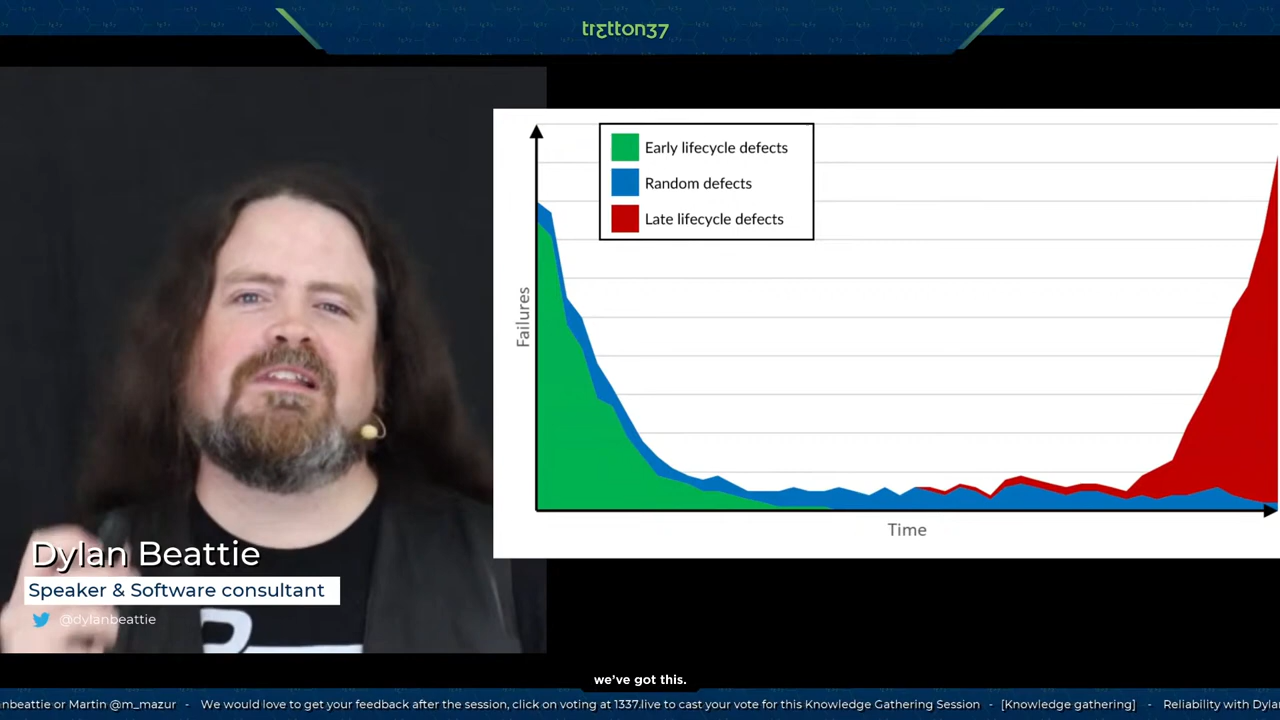 tretton37
Early lifecycle defects
Random defects
Late lifecycle defects
Failures
Time
Dylan Beattie
Speaker & Software consultant
@dylanbeattie
we've got this.
nbeattie or Martin @m_mazur - We would love to get your feedback after the session, click on voting at 1337.live to cast your vote for this Knowledge Gathering Session - [Knowledge gathering] - Reliability with Dyla